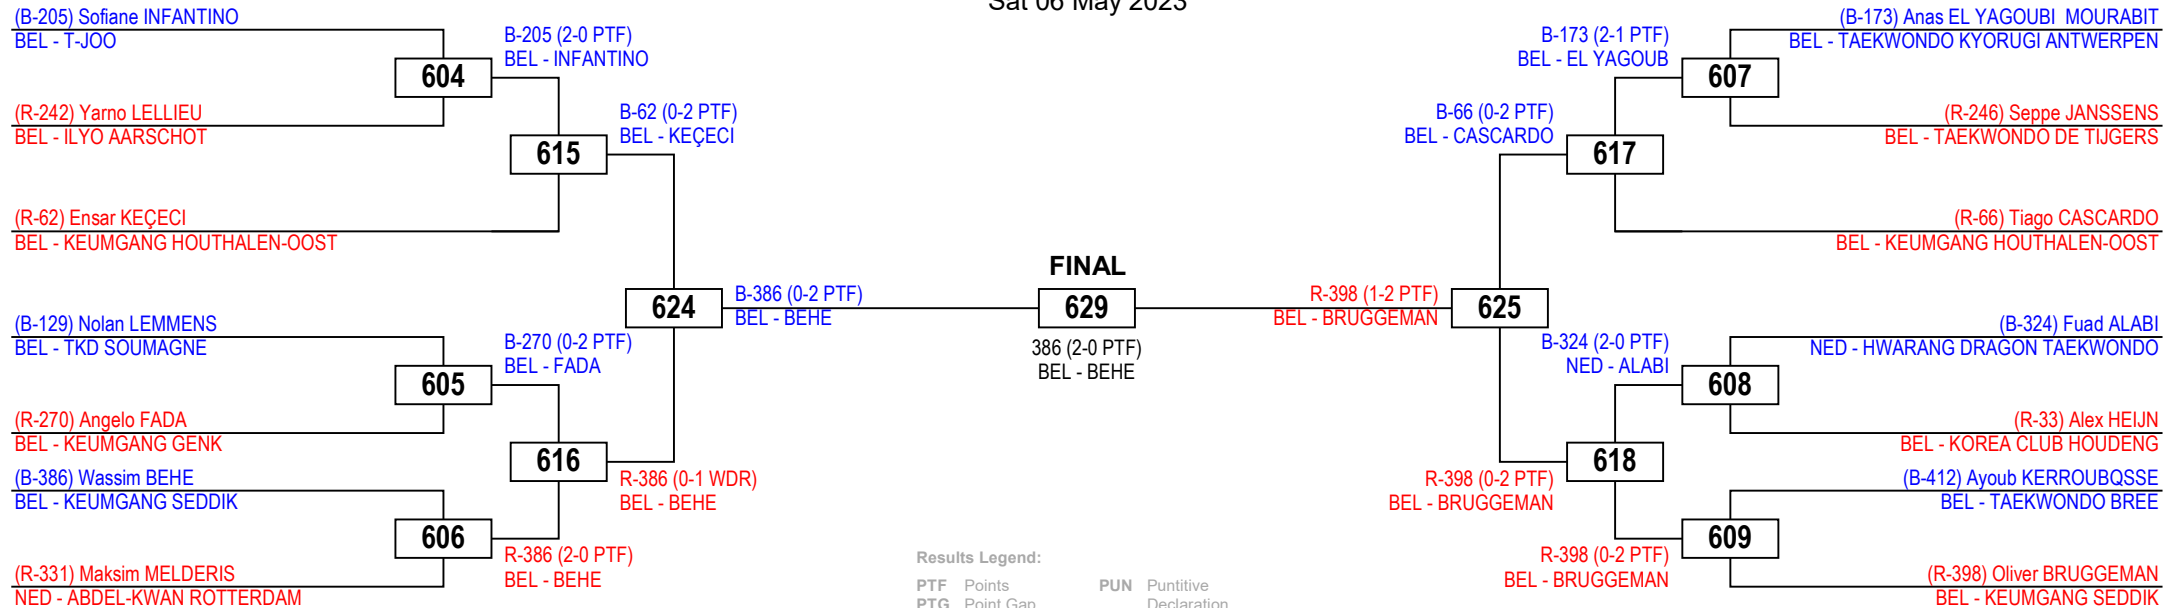 Sat 06 May 2023
(B-205) Sofiane INFANTINO
BEL - T-JOO
(R-242) Yarno LELLIEU
BEL - ILYO AARSCHOT
(R-62) Ensar KEÇECI
BEL - KEUMGANG HOUTHALEN-OOST
(B-129) Nolan LEMMENS
BEL - TKD SOUMAGNE
(R-270) Angelo FADA
BEL - KEUMGANG GENK
(B-386) Wassim BEHE
BEL - KEUMGANG SEDDIK
(R-331) Maksim MELDERIS
NED - ABDEL-KWAN ROTTERDAM
604
605
606
B-205 (2-0 PTF)
BEL - INFANTINO
615
B-270 (0-2 PTF)
BEL - FADA
616
R-386 (2-0 PTF)
BEL - BEHE
B-62 (0-2 PTF)
BEL - KEÇECI
624
R-386 (0-1 WDR)
BEL - BEHE
B-386 (0-2 PTF)
BEL - BEHE
FINAL
629
386 (2-0 PTF)
BEL - BEHE
R-398 (1-2 PTF)
BEL - BRUGGEMAN
B-66 (0-2 PTF)
BEL - CASCARDO
625
R-398 (0-2 PTF)
BEL - BRUGGEMAN
B-173 (2-1 PTF)
BEL - EL YAGOUB
617
B-324 (2-0 PTF)
NED - ALABI
618
R-398 (0-2 PTF)
BEL - BRUGGEMAN
607
608
609
(B-173) Anas EL YAGOUBI MOURABIT
BEL - TAEKWONDO KYORUGI ANTWERPEN
(R-246) Seppe JANSSENS
BEL - TAEKWONDO DE TIJGERS
(R-66) Tiago CASCARDO
BEL - KEUMGANG HOUTHALEN-OOST
(B-324) Fuad ALABI
NED - HWARANG DRAGON TAEKWONDO
(R-33) Alex HEIJN
BEL - KOREA CLUB HOUDENG
(B-412) Ayoub KERROUBQSSE
BEL - TAEKWONDO BREE
(R-398) Oliver BRUGGEMAN
BEL - KEUMGANG SEDDIK
Results Legend:
PTF Points PUN Puntitive
PTG Point Gap Declaration